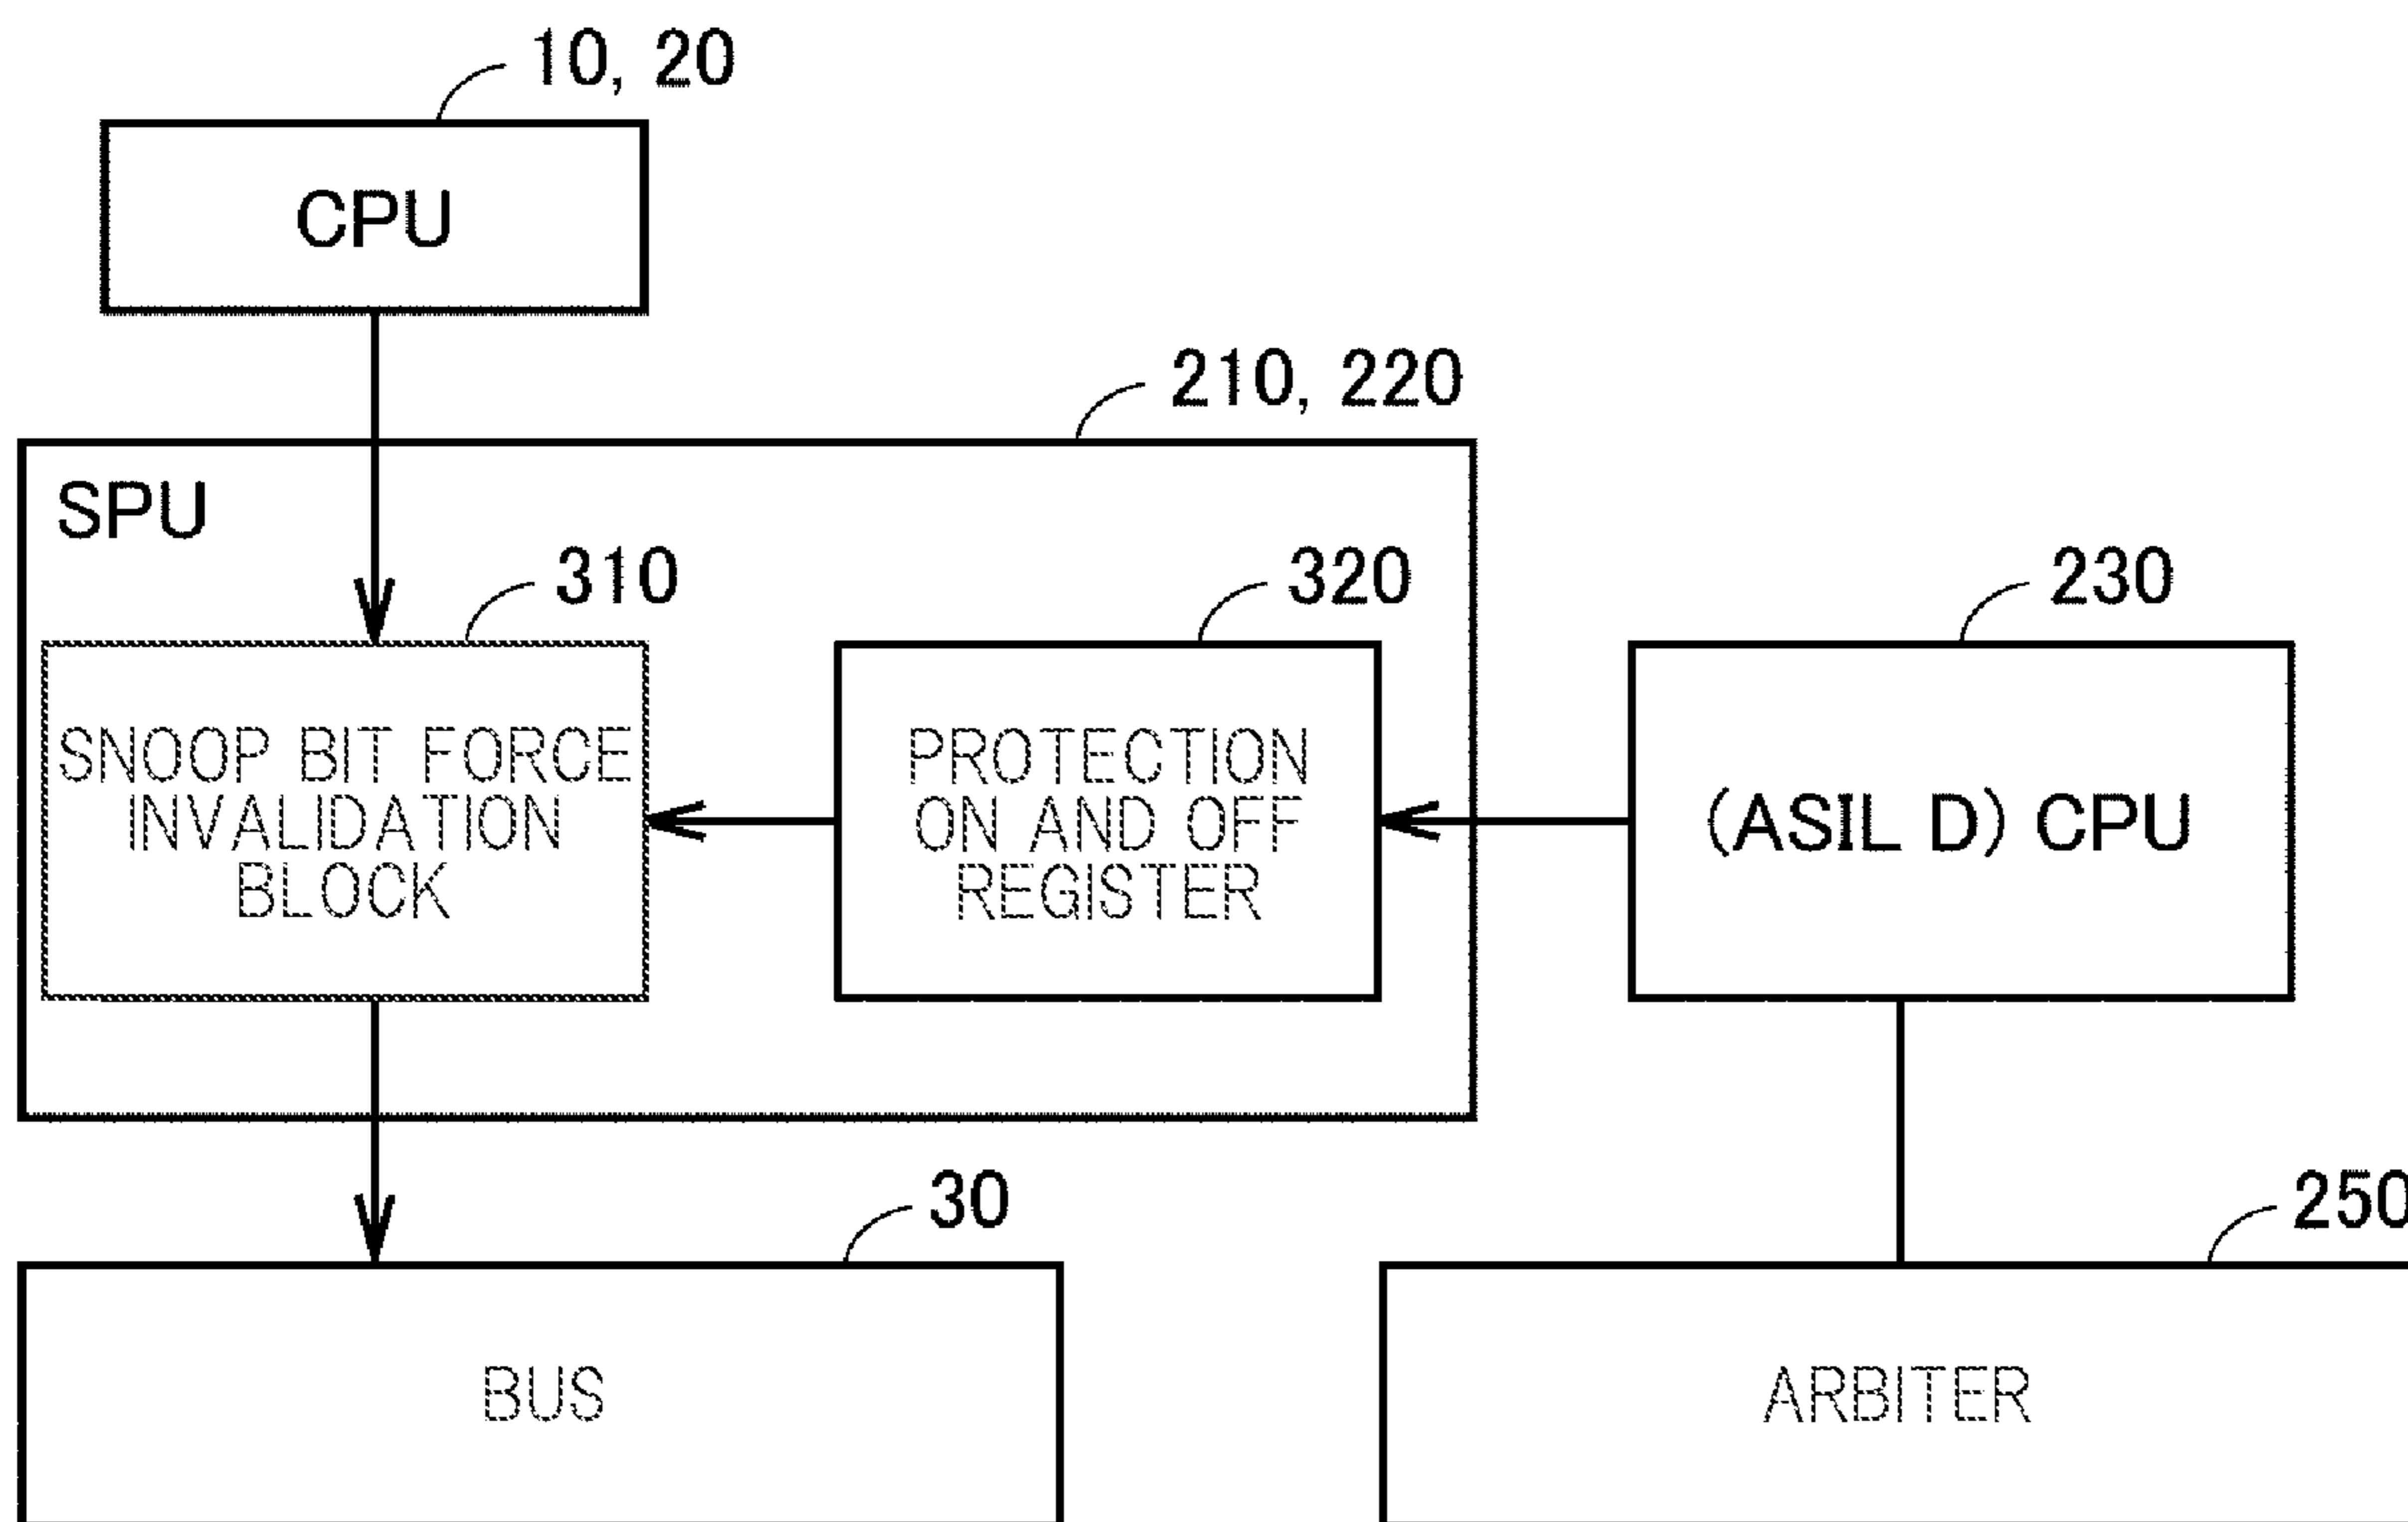 10, 20
CPU
210, 220
SPU
310
320
230
SNOOP BIT FORCE
INVALIDATION
BLOCK
PROTECTION
ON AND OFF
REGISTER
(ASIL D) CPU
30
250
BUS
ARBITER